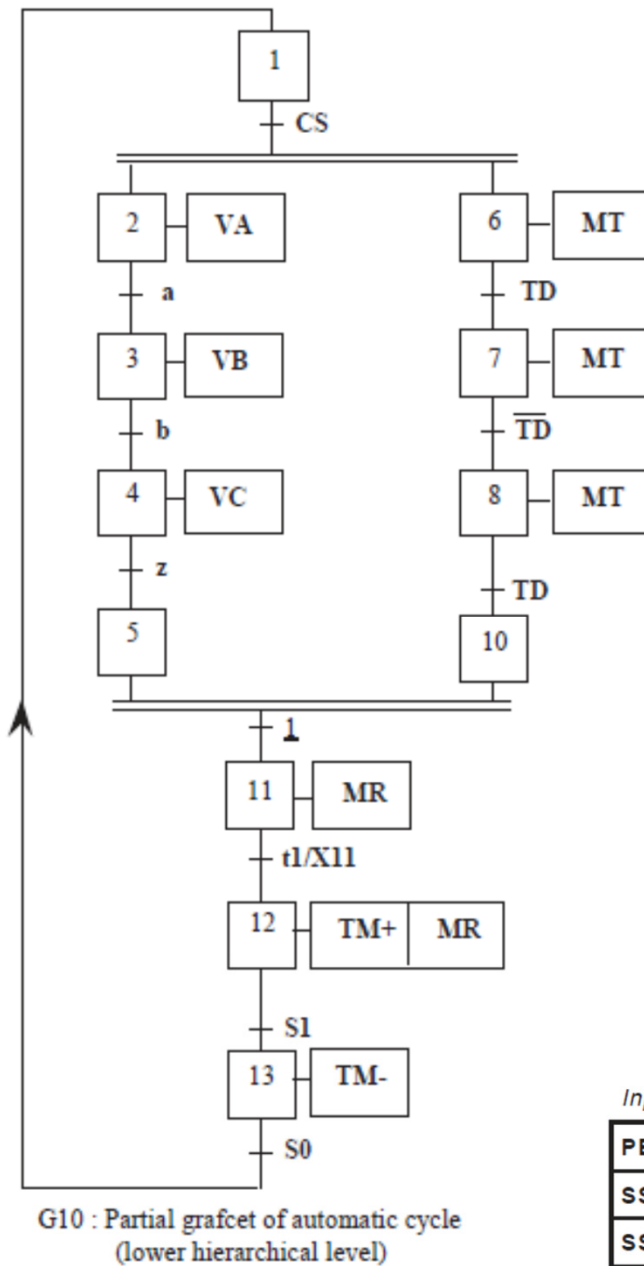 1
CS
2 VA 6 MT
a TD
3 VB 7 MT
b T̅D̅
4 VC 8 MT
z TD
5 10
1
11 MR
t1/X11
12 TM+ MR
S1
13 TM-
S0
G10 : Partial grafcet of automatic cycle
(lower hierarchical level)